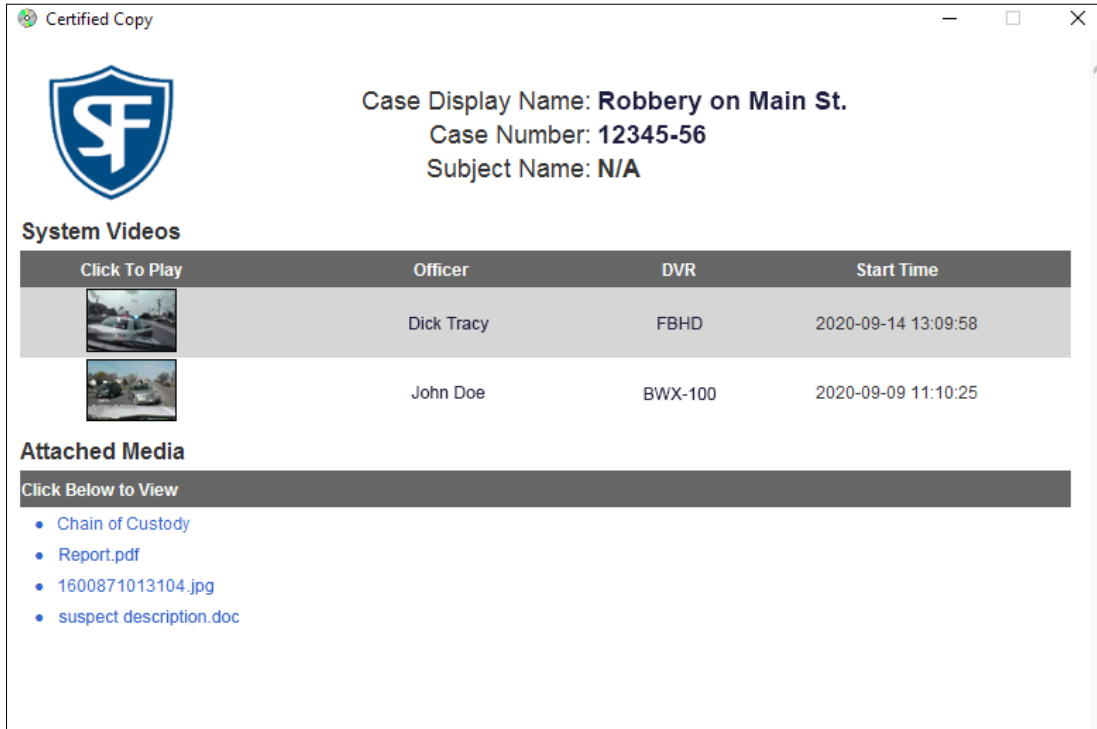 Certified Copy
SF
Case Display Name: Robbery on Main St.
Case Number: 12345-56
Subject Name: N/A
System Videos
Click To Play Officer DVR Start Time
Dick Tracy FBHD 2020-09-14 13:09:58
John Doe BWX-100 2020-09-09 11:10:25
Attached Media
Click Below to View
• Chain of Custody
• Report.pdf
• 1600871013104.jpg
• suspect description.doc